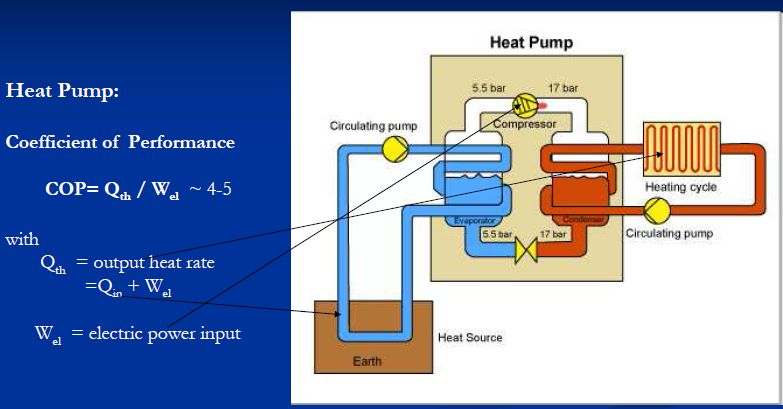 Heat Pump:
Coefficient of Performance
COP= Qth / Wel ~ 4-5
with
Qth = output heat rate
=Qin + Wel
Wel = electric power input
Heat Pump
5.5 bar
17 bar
Compressor
Circulating pump
Heating cycle
Evaporator
Condenser
5.5 bar
17 bar
Circulating pump
Heat Source
Earth